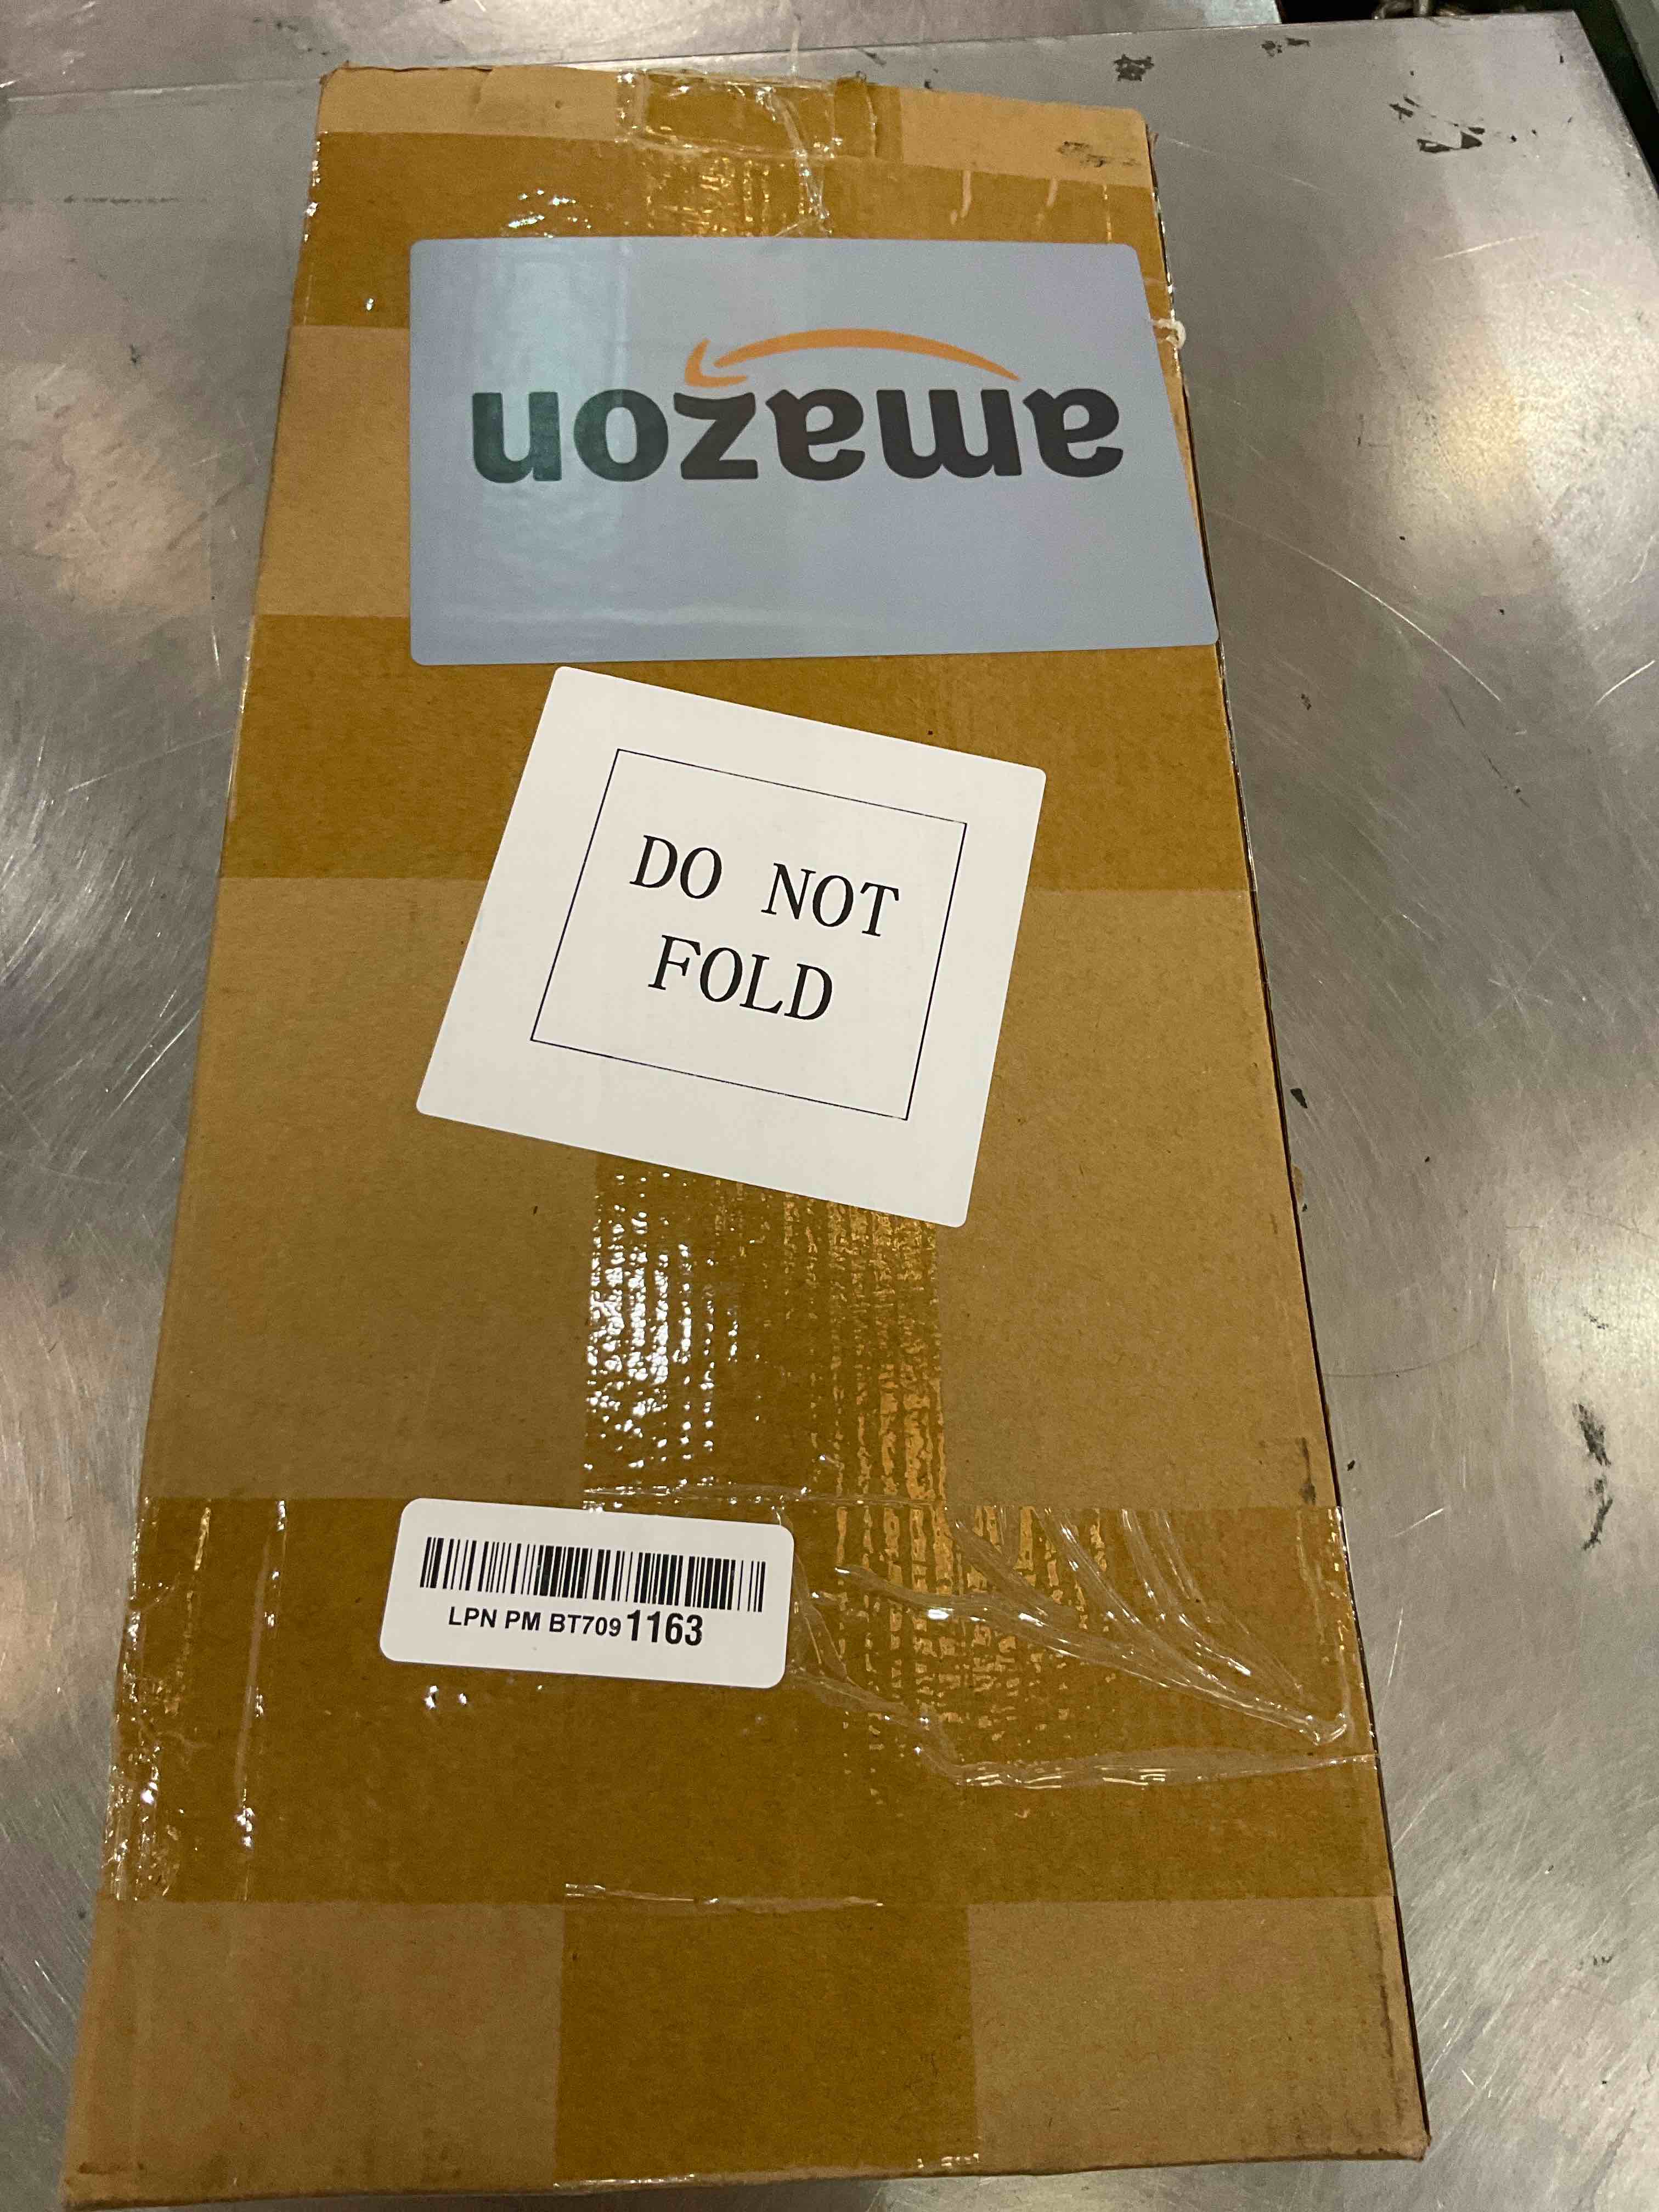 amazon
DO NOT
FOLD
LPN PM BT7091163